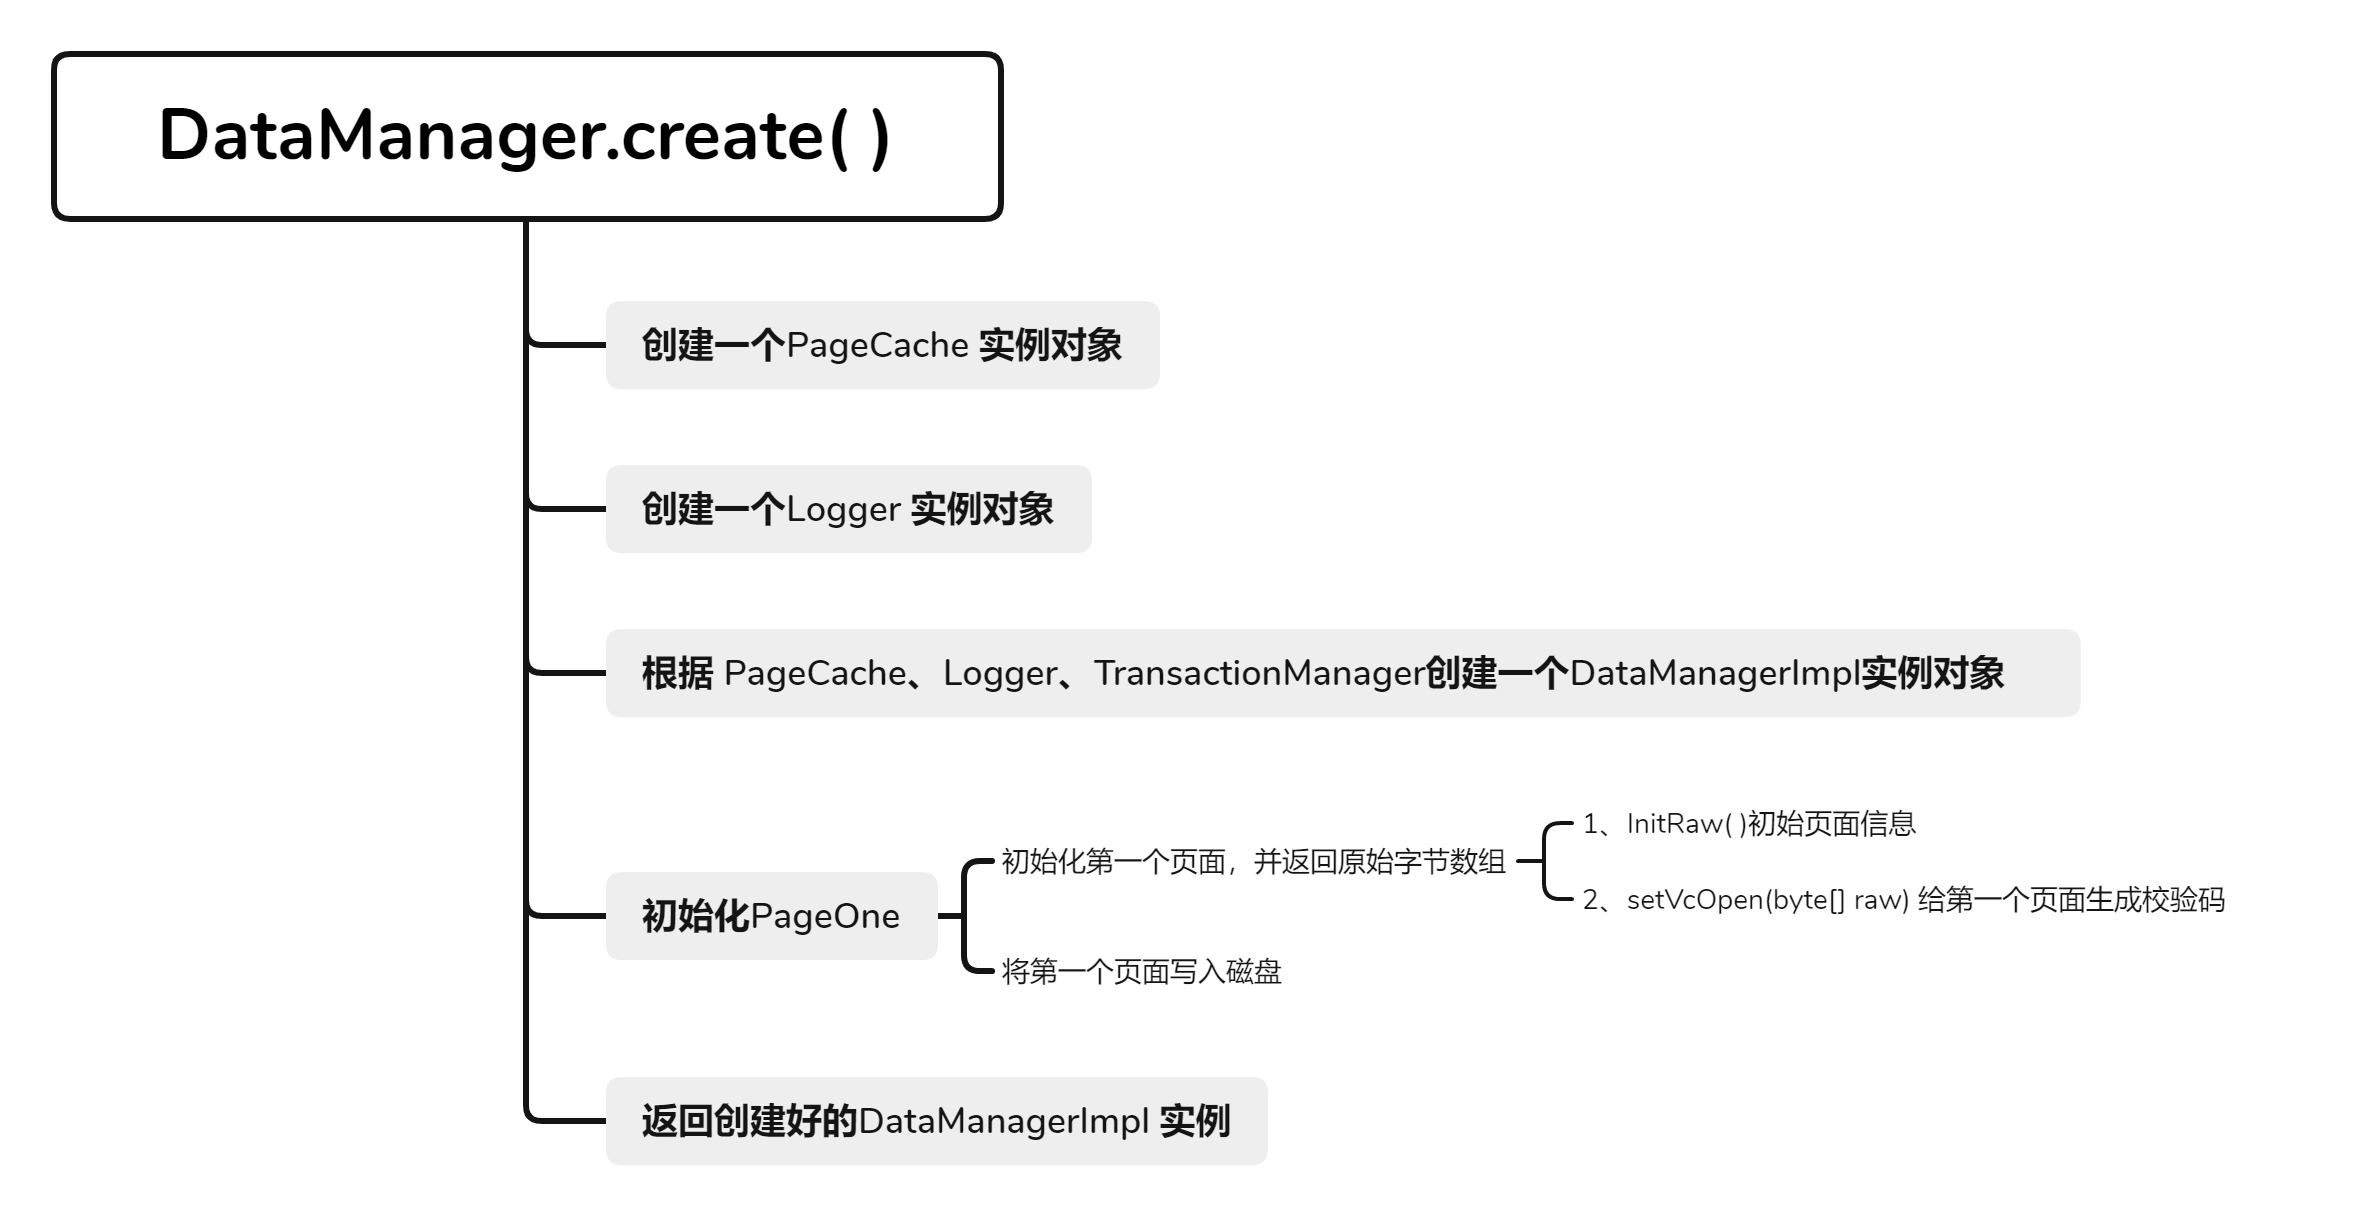 DataManager.create( )
创建一个PageCache 实例对象
创建一个Logger 实例对象
根据 PageCache、Logger、TransactionManager创建一个DataManagerImpl实例对象
初始化PageOne
初始化第一个页面，并返回原始字节数组
1、InitRaw( )初始页面信息
2、setVcOpen(byte[] raw) 给第一个页面生成校验码
将第一个页面写入磁盘
返回创建好的DataManagerImpl 实例